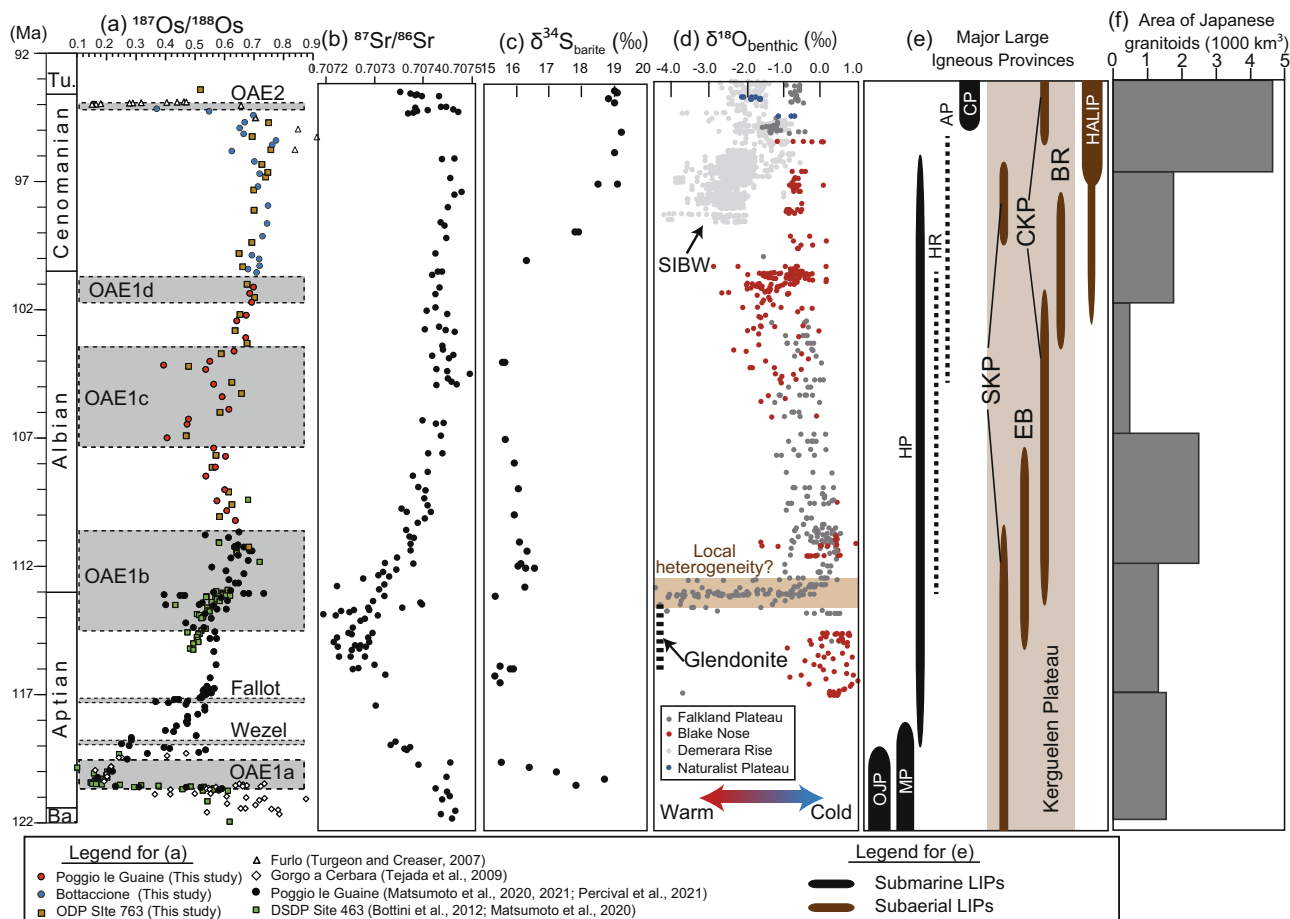 (a) ¹⁸⁷Os/¹⁸⁸Os
(Ma)
0.1 0.2 0.3 0.4 0.5 0.6 0.7 0.8 0.9
(b) ⁸⁷Sr/⁸⁶Sr
0.7072 0.7073 0.7074 0.7075
(c) δ³⁴S barite (‰)
15 16 17 18 19 20
(d) δ¹⁸O benthic (‰)
-4.0 -3.0 -2.0 -1.0 0.0 1.0
(e) Major Large
Igneous Provinces
(f) Area of Japanese
granitoids (1000 km³)
0 1 2 3 4 5
92
97
102
107
112
117
122
Tu.
Cenomanian
Albian
Aptian
Ba.
OAE2
OAE1d
OAE1c
OAE1b
Fallot
Wezel
OAE1a
SIBW
Local
heterogeneity?
Glendonite
Falkland Plateau
Blake Nose
Demerara Rise
Naturalist Plateau
Warm
Cold
OJP
MP
HP
HR
AP
CP
SKP
EB
CKP
BR
HALIP
Kerguelen Plateau
Legend for (a)
Poggio le Guaine (This study)
Bottaccione (This study)
ODP SIte 763 (This study)
Furlo (Turgeon and Creaser, 2007)
Gorgo a Cerbara (Tejada et al., 2009)
Poggio le Guaine (Matsumoto et al., 2020, 2021; Percival et al., 2021)
DSDP Site 463 (Bottini et al., 2012; Matsumoto et al., 2020)
Legend for (e)
Submarine LIPs
Subaerial LIPs